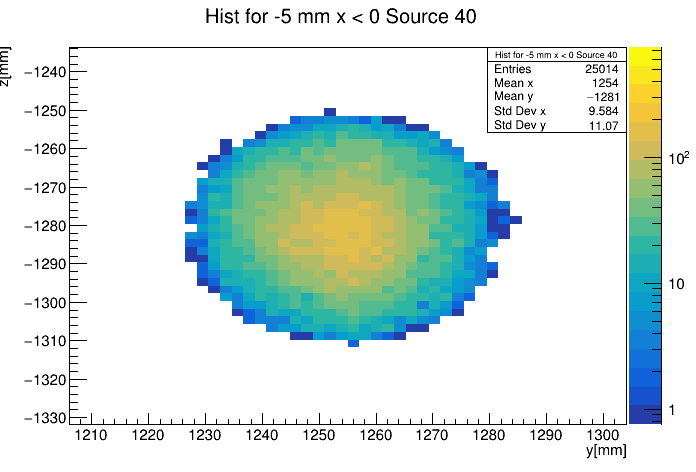 Hist for -5 mm x < 0 Source 40
z[mm]
Hist for -5 mm x < 0 Source 40
Entries 25014
Mean x 1254
Mean y −1281
Std Dev x 9.584
Std Dev y 11.07
−1240
−1250
−1260
−1270
−1280
−1290
−1300
−1310
−1320
−1330
10²
10
1
1210 1220 1230 1240 1250 1260 1270 1280 1290 1300
y[mm]